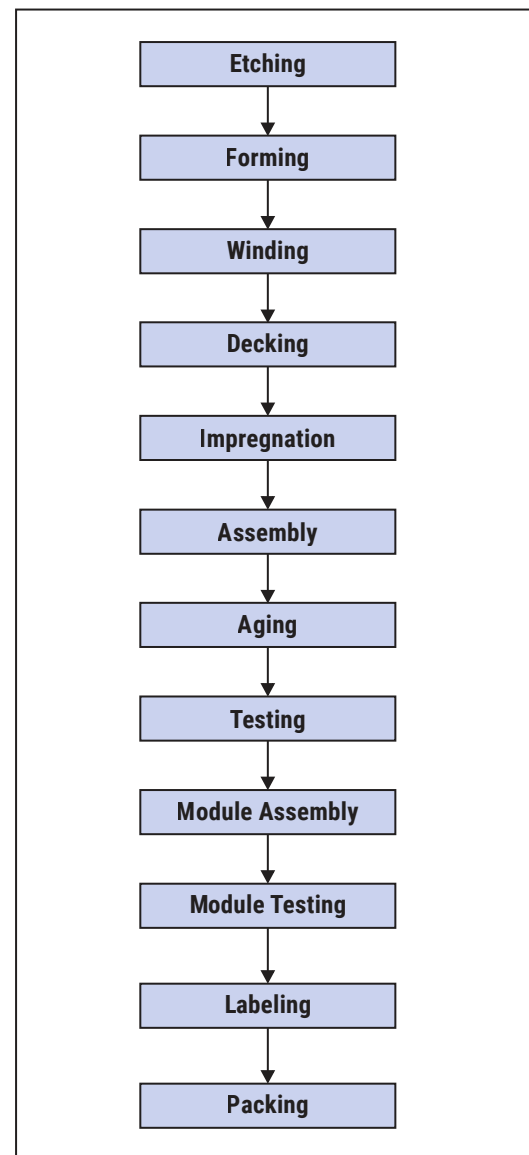 Etching
Forming
Winding
Decking
Impregnation
Assembly
Aging
Testing
Module Assembly
Module Testing
Labeling
Packing